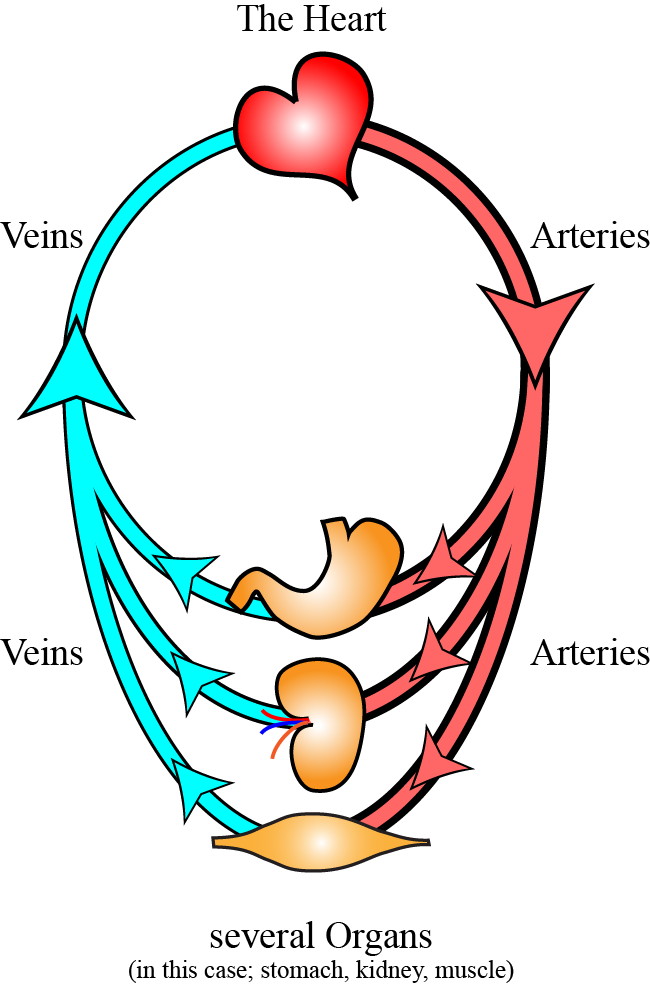 The Heart
Veins
Arteries
Veins
Arteries
several Organs
(in this case; stomach, kidney, muscle)